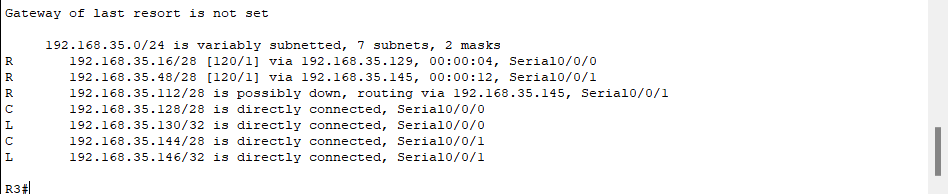 Gateway of last resort is not set
192.168.35.0/24 is variably subnetted, 7 subnets, 2 masks
R 192.168.35.16/28 [120/1] via 192.168.35.129, 00:00:04, Serial0/0/0
R 192.168.35.48/28 [120/1] via 192.168.35.145, 00:00:12, Serial0/0/1
R 192.168.35.112/28 is possibly down, routing via 192.168.35.145, Serial0/0/1
C 192.168.35.128/28 is directly connected, Serial0/0/0
L 192.168.35.130/32 is directly connected, Serial0/0/0
C 192.168.35.144/28 is directly connected, Serial0/0/1
L 192.168.35.146/32 is directly connected, Serial0/0/1
R3#